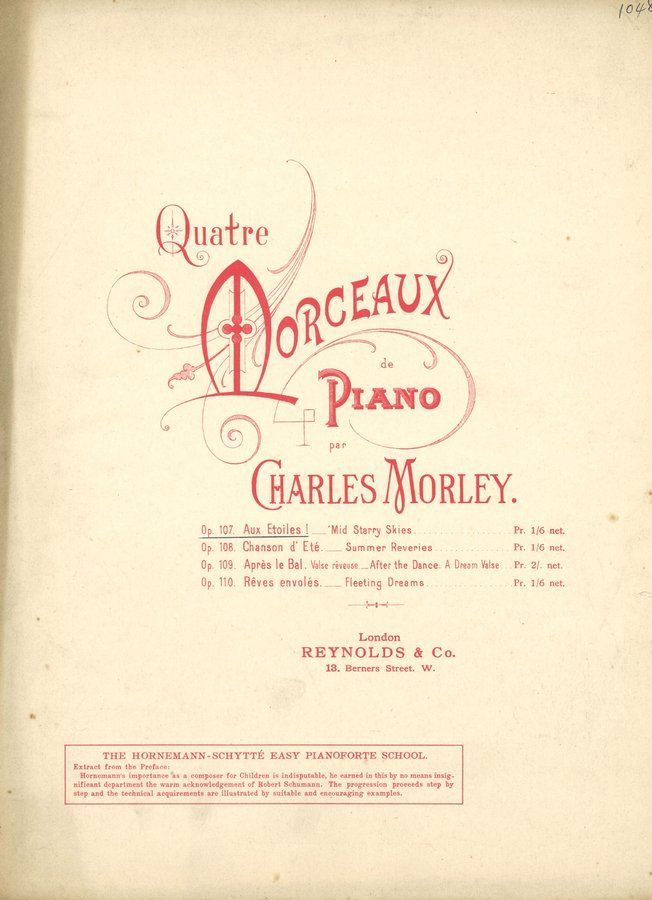 1048
Quatre
Morceaux
de
Piano
par
Charles Morley.
Op. 107. Aux Etoiles! __ 'Mid Starry Skies. Pr. 1/6 net.
Op. 108. Chanson d'Eté. __ Summer Reveries Pr. 1/6 net.
Op. 109. Après le Bal. Valse rêveuse. __ After the Dance. A Dream Valse Pr. 2/. net.
Op. 110. Rêves envolés. __ Fleeting Dreams Pr. 1/6 net.
London
REYNOLDS & Co.
13. Berners Street. W.
THE HORNEMANN-SCHYTTÉ EASY PIANOFORTE SCHOOL.
Extract from the Preface:
Hornemann's importance as a composer for Children is indisputable, he earned in this by no means insig-
nificant department the warm acknowledgement of Robert Schumann. The progression proceeds step by
step and the technical acquirements are illustrated by suitable and encouraging examples.